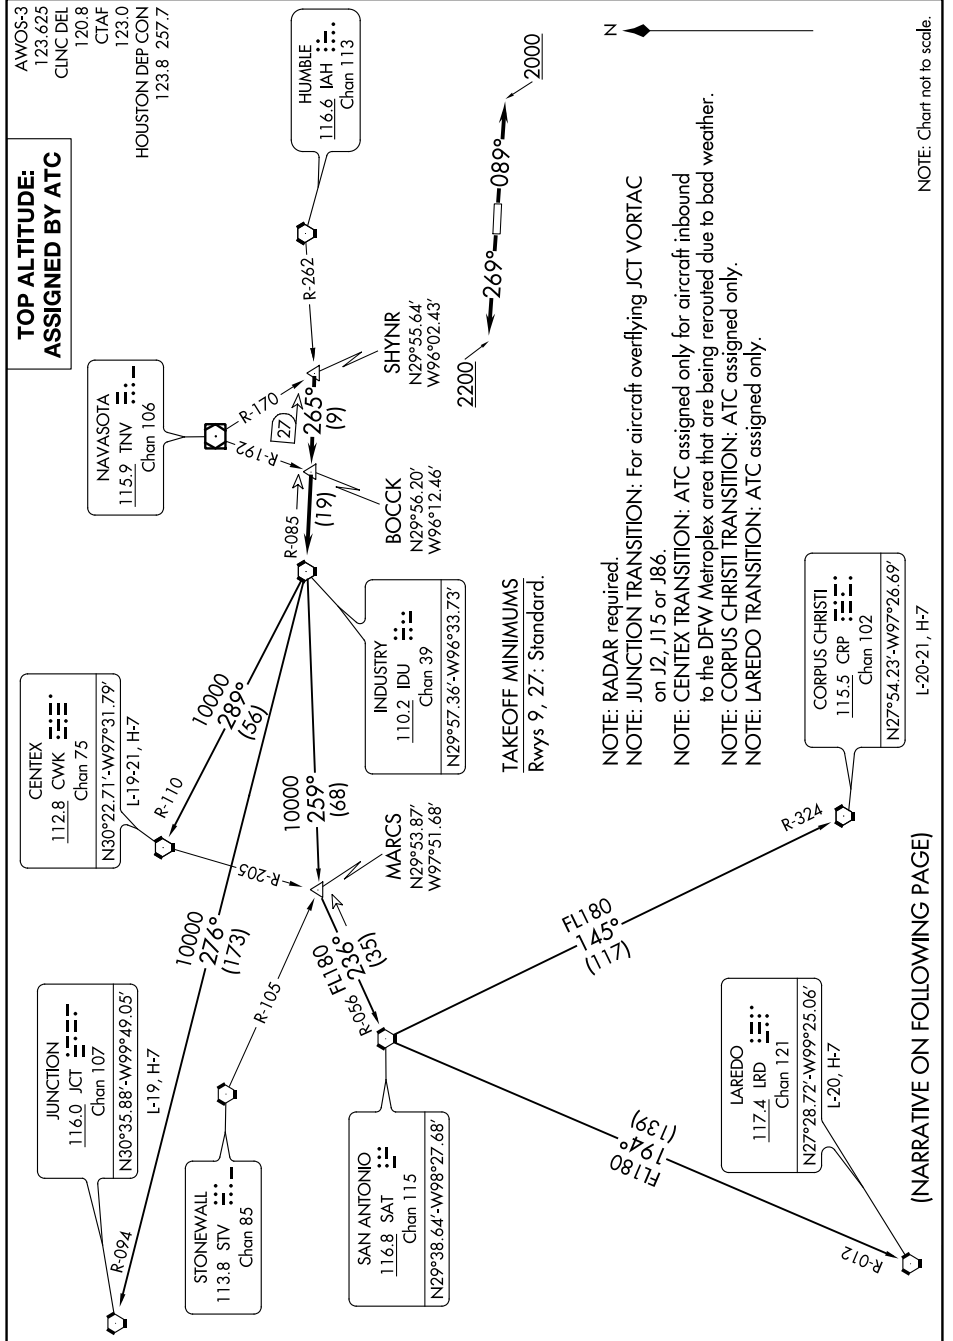 AWOS-3
123.625
CLNC DEL
120.8
CTAF
123.0
HOUSTON DEP CON
123.8 257.7
TOP ALTITUDE:
ASSIGNED BY ATC
JUNCTION
116.0 JCT
Chan 107
N30°35.88'-W99°49.05'
L-19, H-7
R-094
CENTEX
112.8 CWK
Chan 75
N30°22.71'-W97°31.79'
L-19-21, H-7
R-110
R-205
NAVASOTA
115.9 TNV
Chan 106
R-170
R-192
HUMBLE
116.6 IAH
Chan 113
R-262
10000
276°
(173)
10000
289°
(56)
STONEWALL
113.8 STV
Chan 85
R-105
10000
259°
(68)
R-085
(19)
27
265°
(9)
SHYNR
N29°55.64'
W96°02.43'
BOCCK
N29°56.20'
W96°12.46'
MARCS
N29°53.87'
W97°51.68'
INDUSTRY
110.2 IDU
Chan 39
N29°57.36'-W96°33.73'
FL180
236°
(35)
R-056
SAN ANTONIO
116.8 SAT
Chan 115
N29°38.64'-W98°27.68'
2200
269°
089°
2000
TAKEOFF MINIMUMS
Rwys 9, 27: Standard.
N
NOTE: RADAR required.
NOTE: JUNCTION TRANSITION: For aircraft overflying JCT VORTAC
on J2, J15 or J86.
NOTE: CENTEX TRANSITION: ATC assigned only for aircraft inbound
to the DFW Metroplex area that are being rerouted due to bad weather.
NOTE: CORPUS CHRISTI TRANSITION: ATC assigned only.
NOTE: LAREDO TRANSITION: ATC assigned only.
FL180
145°
(117)
R-324
FL180
194°
(139)
R-012
LAREDO
117.4 LRD
Chan 121
N27°28.72'-W99°25.06'
L-20, H-7
CORPUS CHRISTI
115.5 CRP
Chan 102
N27°54.23'-W97°26.69'
L-20-21, H-7
(NARRATIVE ON FOLLOWING PAGE)
NOTE: Chart not to scale.